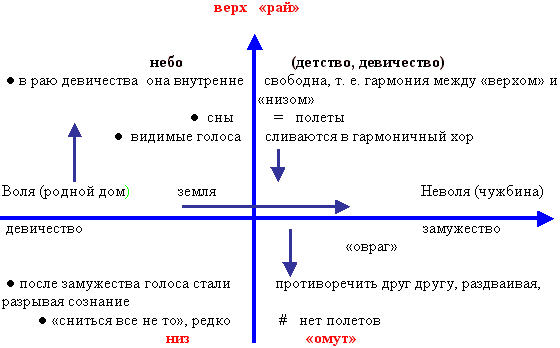 верх «рай»
небо (детство, девичество)
● в раю девичества она внутренне свободна, т. е. гармония между «верхом» и
«низом»
● сны = полеты
● видимые голоса сливаются в гармоничный хор
Воля (родной дом) земля Неволя (чужбина)
девичество замужество
«овраг»
● после замужества голоса стали противоречить друг другу, раздваивая,
разрывая сознание
● «сниться все не то», редко # нет полетов
низ «омут»